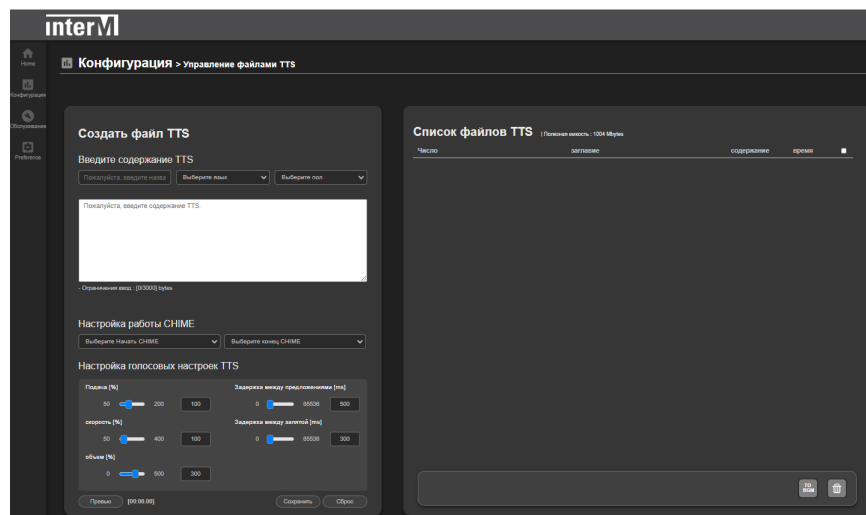 interM
Home
Конфигурация > Управление файлами TTS
Конфигурация
Обслуживание
Preference
Создать файл TTS
Введите содержание TTS
Пожалуйста, введите назва
Выберите язык
Выберите пол
Пожалуйста, введите содержание TTS.
- Ограничения ввод : [0/3000] bytes
Настройка работы CHIME
Выберите Начать CHIME
Выберите конец CHIME
Настройка голосовых настроек TTS
Подача [%]
Задержка между предложениями [ms]
50 200 100
0 65536 500
скорость [%]
Задержка между запятой [ms]
50 400 100
0 65536 300
объем [%]
0 500 300
Превью [00:00.00]
Сохранить
Сброс
Список файлов TTS | Полезная емкость : 1004 Mbytes
Число заглавие содержание время
TO
BGM